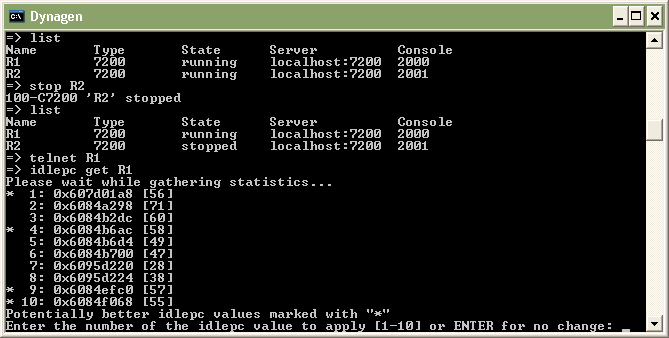 Dynagen
=> list
Name       Type       State      Server          Console
R1         7200       running    localhost:7200  2000
R2         7200       running    localhost:7200  2001
=> stop R2
100-C7200 'R2' stopped
=> list
Name       Type       State      Server          Console
R1         7200       running    localhost:7200  2000
R2         7200       stopped    localhost:7200  2001
=> telnet R1
=> idlepc get R1
Please wait while gathering statistics...
*  1: 0x607d01a8 [56]
   2: 0x6084a298 [71]
   3: 0x6084b2dc [60]
*  4: 0x6084b6ac [58]
   5: 0x6084b6d4 [49]
   6: 0x6084b700 [47]
   7: 0x6095d220 [28]
   8: 0x6095d224 [38]
*  9: 0x6084efc0 [57]
* 10: 0x6084f068 [55]
Potentially better idlepc values marked with "*"
Enter the number of the idlepc value to apply [1-10] or ENTER for no change: _